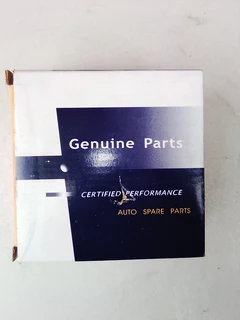 Genuine Parts
CERTIFIED PERFORMANCE
AUTO SPARE PARTS